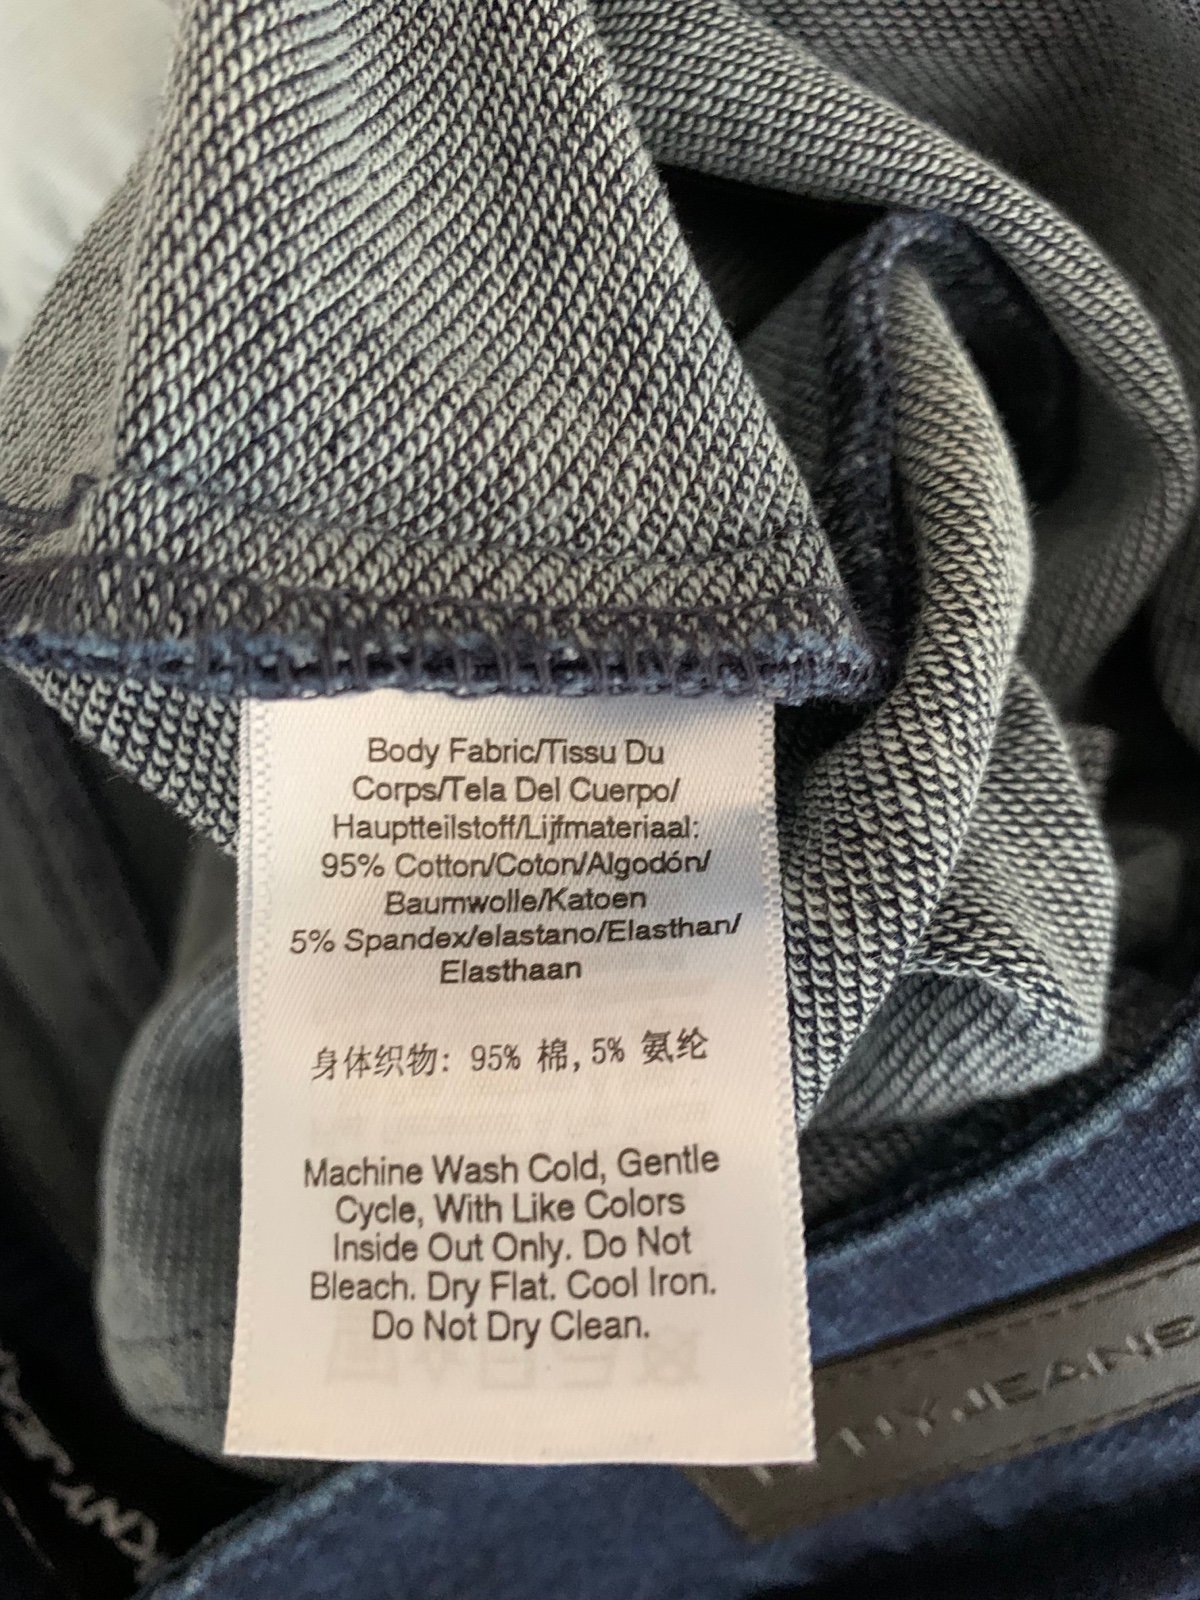 Body Fabric/Tissu Du
Corps/Tela Del Cuerpo/
Hauptteilstoff/Lijfmateriaal:
95% Cotton/Coton/Algodón/
Baumwolle/Katoen
5% Spandex/elastano/Elasthan/
Elasthaan
身体织物: 95% 棉, 5% 氨纶
Machine Wash Cold, Gentle
Cycle, With Like Colors
Inside Out Only. Do Not
Bleach. Dry Flat. Cool Iron.
Do Not Dry Clean.
JEANS